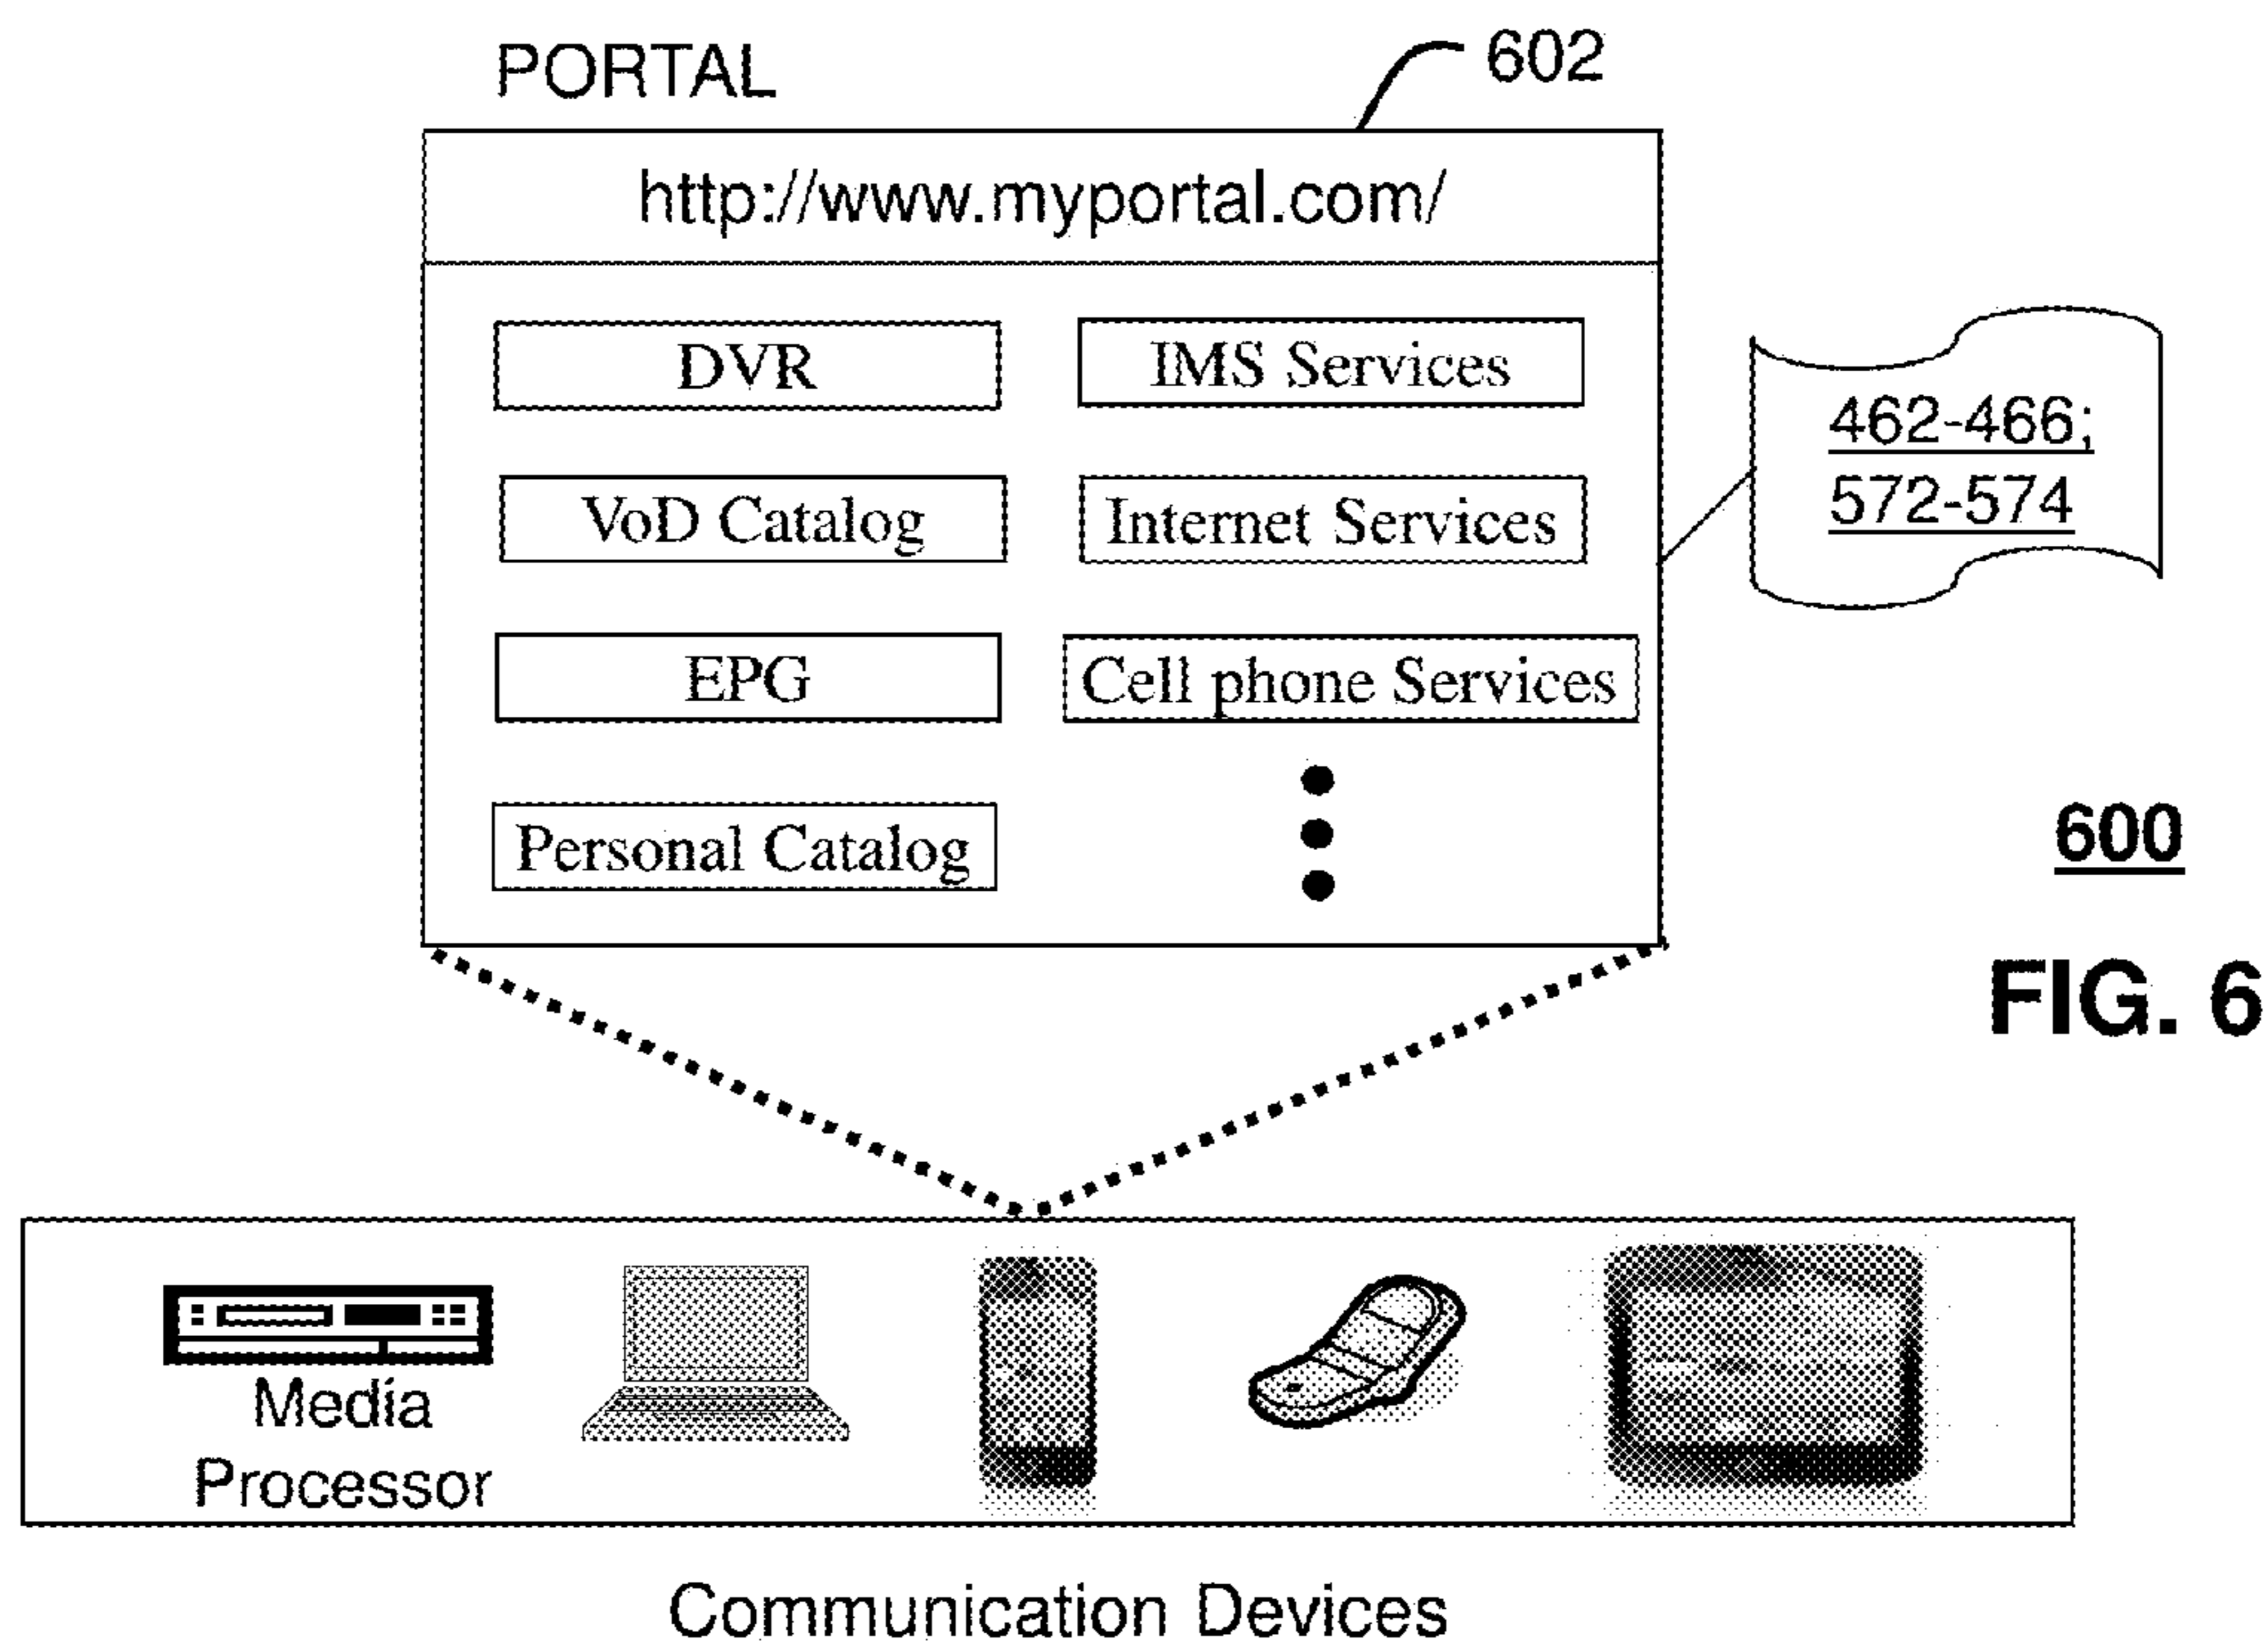 PORTAL
602
http://www.myportal.com/
DVR
IMS Services
VoD Catalog
Internet Services
EPG
Cell phone Services
Personal Catalog
462-466;
572-574
600
FIG. 6
Media
Processor
Communication Devices